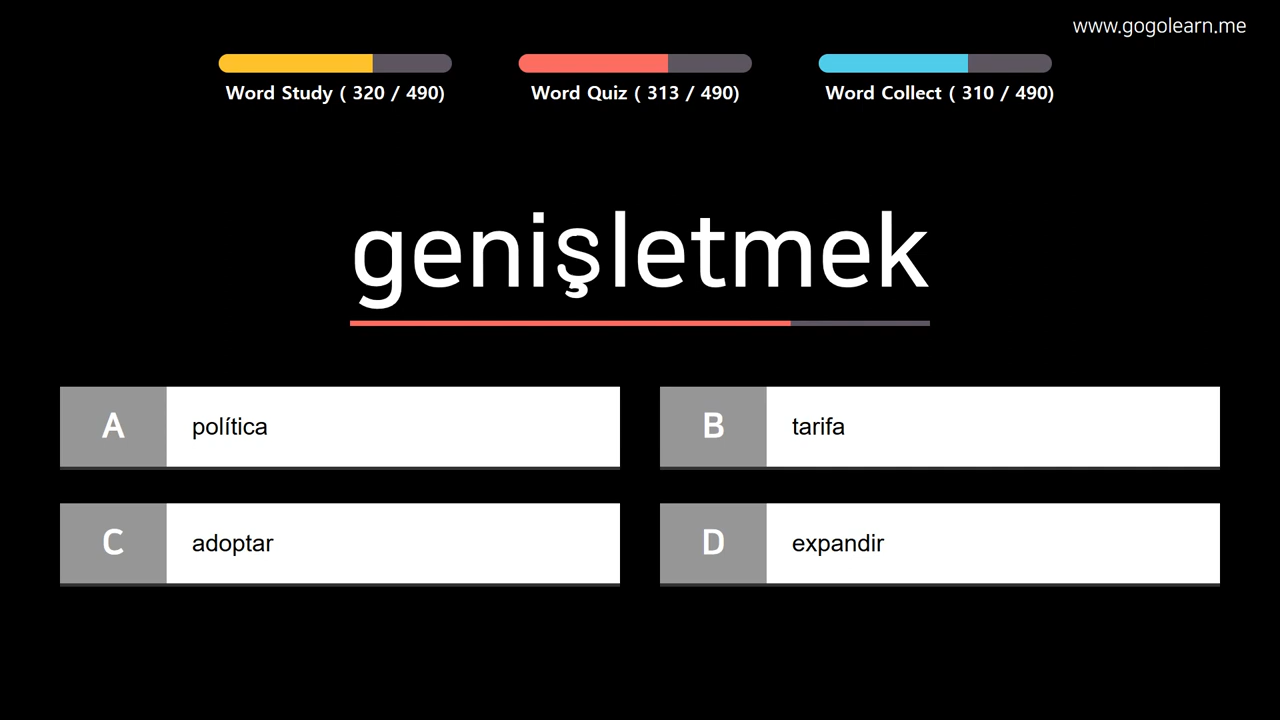 www.gogolearn.me
Word Study ( 320 / 490)
Word Quiz ( 313 / 490)
Word Collect ( 310 / 490)
genişletmek
A política
B tarifa
C adoptar
D expandir